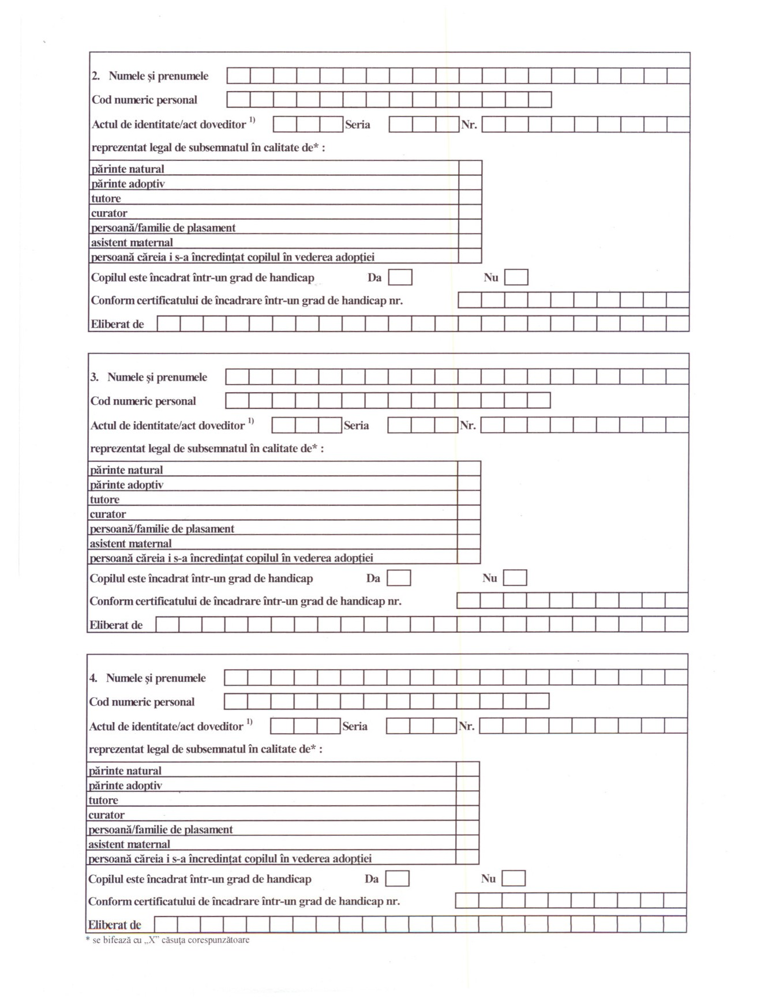 2. Numele şi prenumele
Cod numeric personal
Actul de identitate/act doveditor 1) Seria Nr.
reprezentat legal de subsemnatul în calitate de* :
părinte natural
părinte adoptiv
tutore
curator
persoană/familie de plasament
asistent maternal
persoană căreia i s-a încredinţat copilul în vederea adopţiei
Copilul este încadrat într-un grad de handicap Da Nu
Conform certificatului de încadrare într-un grad de handicap nr.
Eliberat de
3. Numele şi prenumele
Cod numeric personal
Actul de identitate/act doveditor 1) Seria Nr.
reprezentat legal de subsemnatul în calitate de* :
părinte natural
părinte adoptiv
tutore
curator
persoană/familie de plasament
asistent maternal
persoană căreia i s-a încredinţat copilul în vederea adopţiei
Copilul este încadrat într-un grad de handicap Da Nu
Conform certificatului de încadrare într-un grad de handicap nr.
Eliberat de
4. Numele şi prenumele
Cod numeric personal
Actul de identitate/act doveditor 1) Seria Nr.
reprezentat legal de subsemnatul în calitate de* :
părinte natural
părinte adoptiv
tutore
curator
persoană/familie de plasament
asistent maternal
persoană căreia i s-a încredinţat copilul în vederea adopţiei
Copilul este încadrat într-un grad de handicap Da Nu
Conform certificatului de încadrare într-un grad de handicap nr.
Eliberat de
* se bifează cu „X” căsuţa corespunzătoare